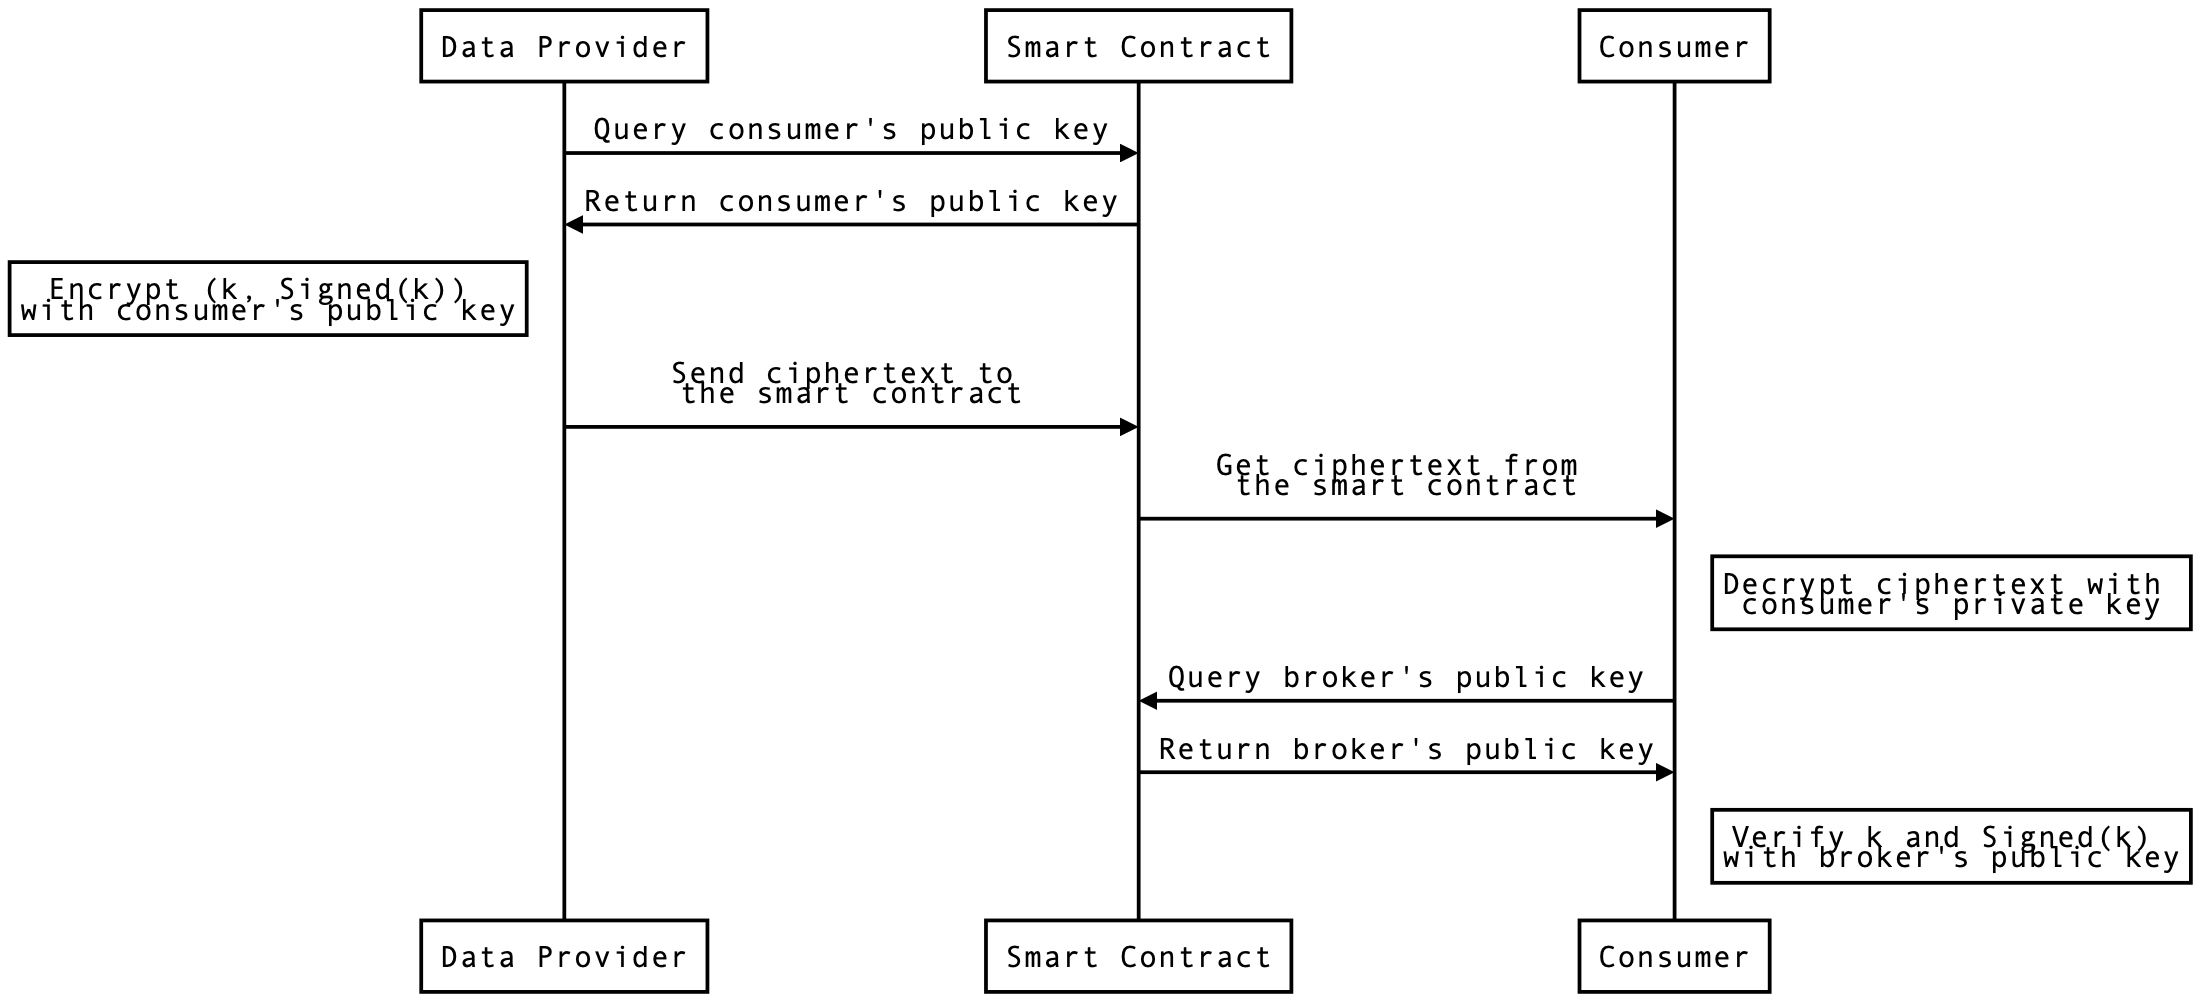 Data Provider
Smart Contract
Consumer
Query consumer's public key
Return consumer's public key
Encrypt (k, Signed(k))
with consumer's public key
Send ciphertext to
the smart contract
Get ciphertext from
the smart contract
Decrypt ciphertext with
consumer's private key
Query broker's public key
Return broker's public key
Verify k and Signed(k)
with broker's public key
Data Provider
Smart Contract
Consumer